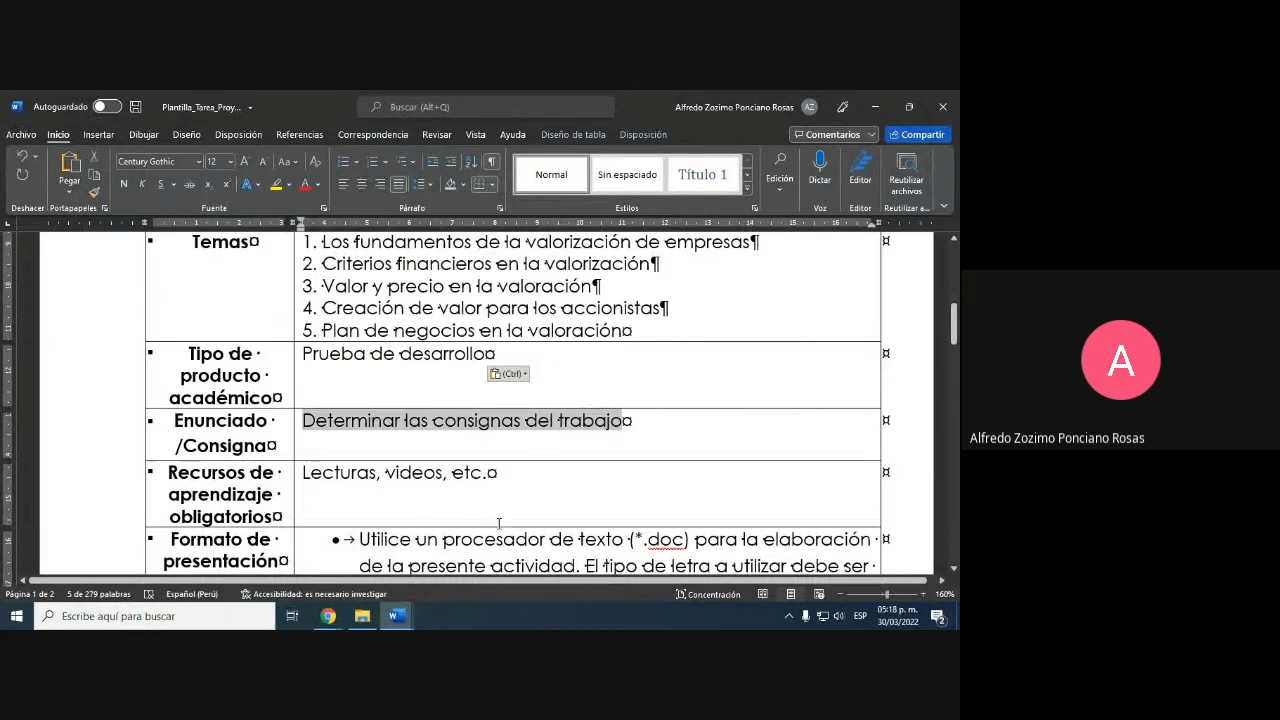 Autoguardado
Plantilla_Tarea_Proy...
Buscar (Alt+Q)
Alfredo Zozimo Ponciano Rosas
AZ
Archivo Inicio Insertar Dibujar Diseño Disposición Referencias Correspondencia Revisar Vista Ayuda Diseño de tabla Disposición
Comentarios
Compartir
Century Gothic
12
Pegar
N K S
Normal
Sin espaciado
Título 1
Edición
Dictar
Editor
Reutilizar
archivos
Deshacer
Portapapeles
Fuente
Párrafo
Estilos
Voz
Editor
Reutilizar a...
Temas
1. Los fundamentos de la valorización de empresas
2. Criterios financieros en la valorización
3. Valor y precio en la valoración
4. Creación de valor para los accionistas
5. Plan de negocios en la valoración
Tipo de
producto
académico
Prueba de desarrollo
(Ctrl)
Enunciado
/Consigna
Determinar las consignas del trabajo
Recursos de
aprendizaje
obligatorios
Lecturas, videos, etc.
Formato de
presentación
Utilice un procesador de texto (*.doc) para la elaboración
de la presente actividad. El tipo de letra a utilizar debe ser
Página 1 de 2
5 de 279 palabras
Español (Perú)
Accesibilidad: es necesario investigar
Concentración
160%
Escribe aquí para buscar
ESP
05:18 p. m.
30/03/2022
2
A
Alfredo Zozimo Ponciano Rosas